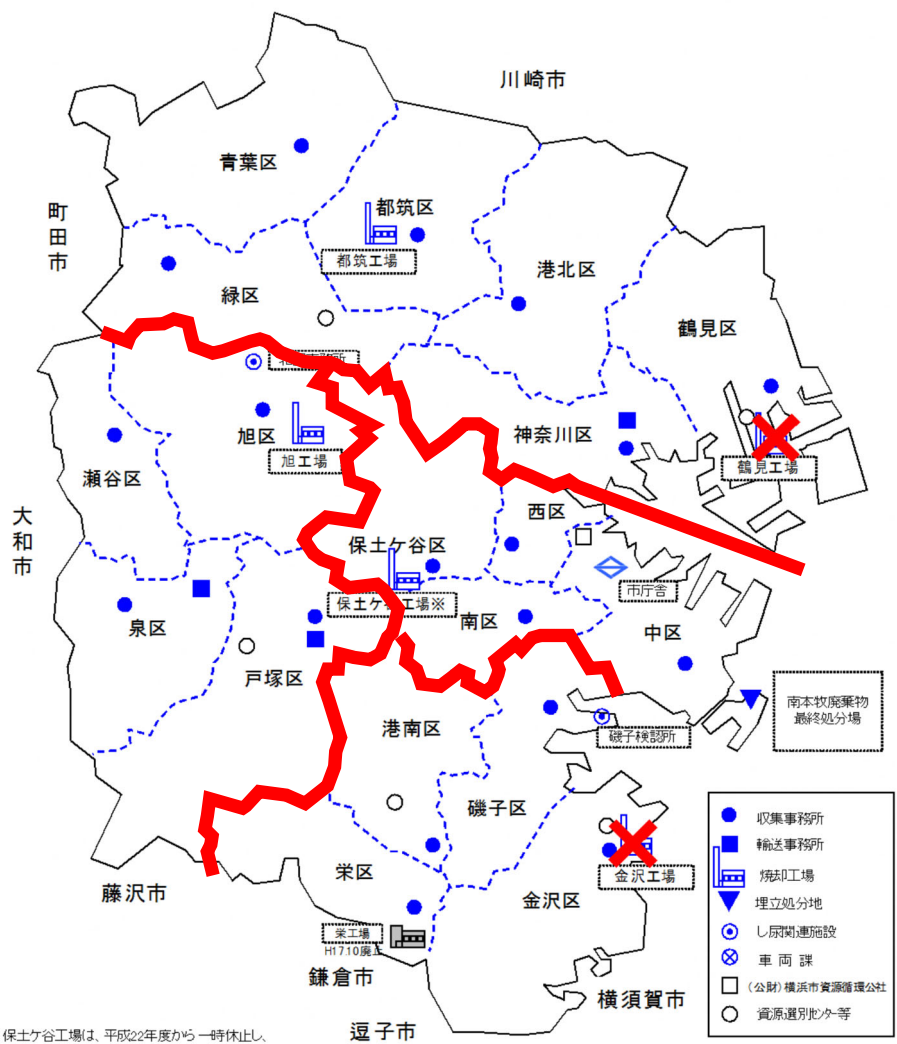 川崎市
青葉区
町田市
都筑区
都筑工場
港北区
緑区
鶴見区
旭区
旭工場
神奈川区
鶴見工場
瀬谷区
大和市
西区
保土ケ谷区
市庁舎
保土ケ谷工場※
南区
中区
泉区
戸塚区
南本牧廃棄物
最終処分場
港南区
磯子検認所
磯子区
収集事務所
輸送事務所
焼却工場
埋立処分地
し尿関連施設
車両課
(公財)横浜市資源循環公社
資源選別センター等
藤沢市
栄区
金沢工場
金沢区
栄工場
H17.10廃止
鎌倉市
横須賀市
逗子市
保土ケ谷工場は、平成22年度から一時休止し、